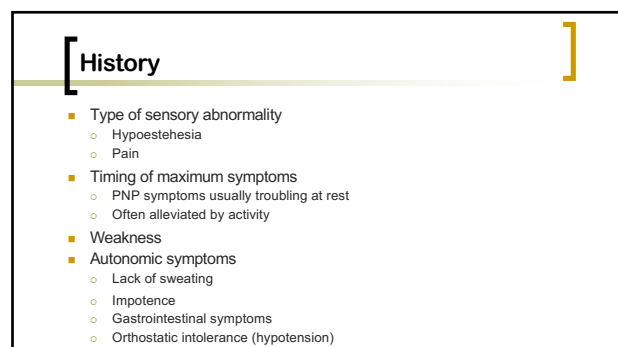 History
Type of sensory abnormality
Hypoestehesia
Pain
Timing of maximum symptoms
PNP symptoms usually troubling at rest
Often alleviated by activity
Weakness
Autonomic symptoms
Lack of sweating
Impotence
Gastrointestinal symptoms
Orthostatic intolerance (hypotension)